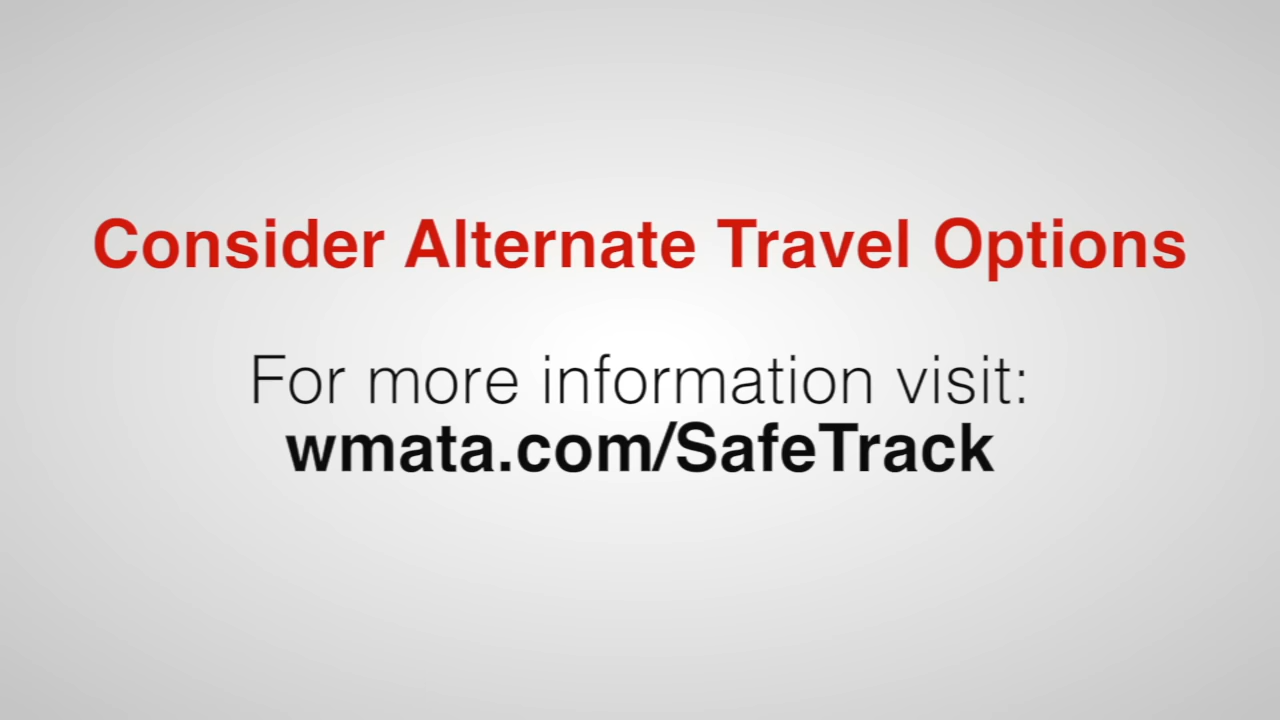 Consider Alternate Travel Options
For more information visit:
wmata.com/SafeTrack